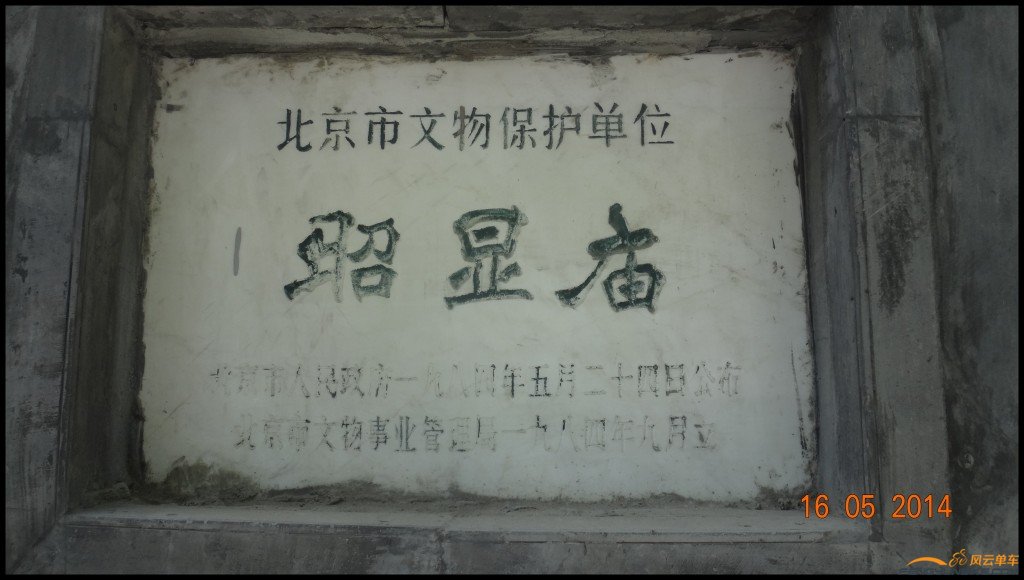 北京市文物保护单位
昭显庙
北京市人民政府一九八四年五月二十四日公布
北京市文物事业管理局一九八四年九月立
16 05 2014
风云单车